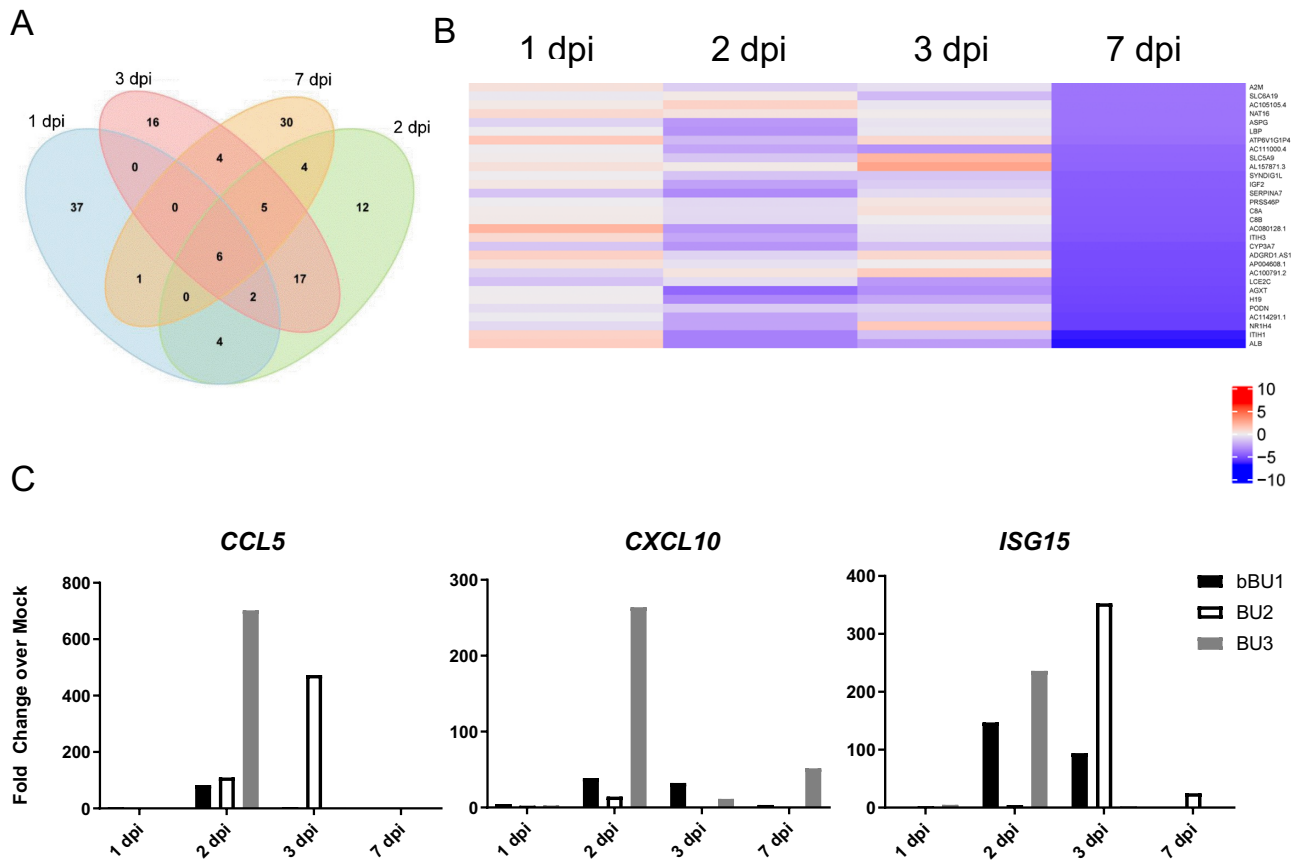 A
3 dpi
7 dpi
1 dpi
2 dpi
16
30
0
4
4
37
0
5
12
6
1
0
2
17
4
B
1 dpi
2 dpi
3 dpi
7 dpi
A2M
SLC6A19
AC105105.4
NAT16
ASPG
LBP
ATP6V1G1P4
AC111000.4
SLC5A9
AL157871.3
SYNDIG1L
IGF2
SERPINA7
PRSS46P
C8A
C8B
AC080128.1
ITIH3
CYP3A7
ADGRD1.AS1
AP004608.1
AC100791.2
LCE2C
AGXT
H19
PODN
AC114291.1
NR1H4
ITIH1
ALB
10
5
0
−5
−10
C
CCL5
Fold Change over Mock
800
600
400
200
0
1 dpi
2 dpi
3 dpi
7 dpi
CXCL10
300
200
100
0
1 dpi
2 dpi
3 dpi
7 dpi
ISG15
400
300
200
100
0
1 dpi
2 dpi
3 dpi
7 dpi
bBU1
BU2
BU3